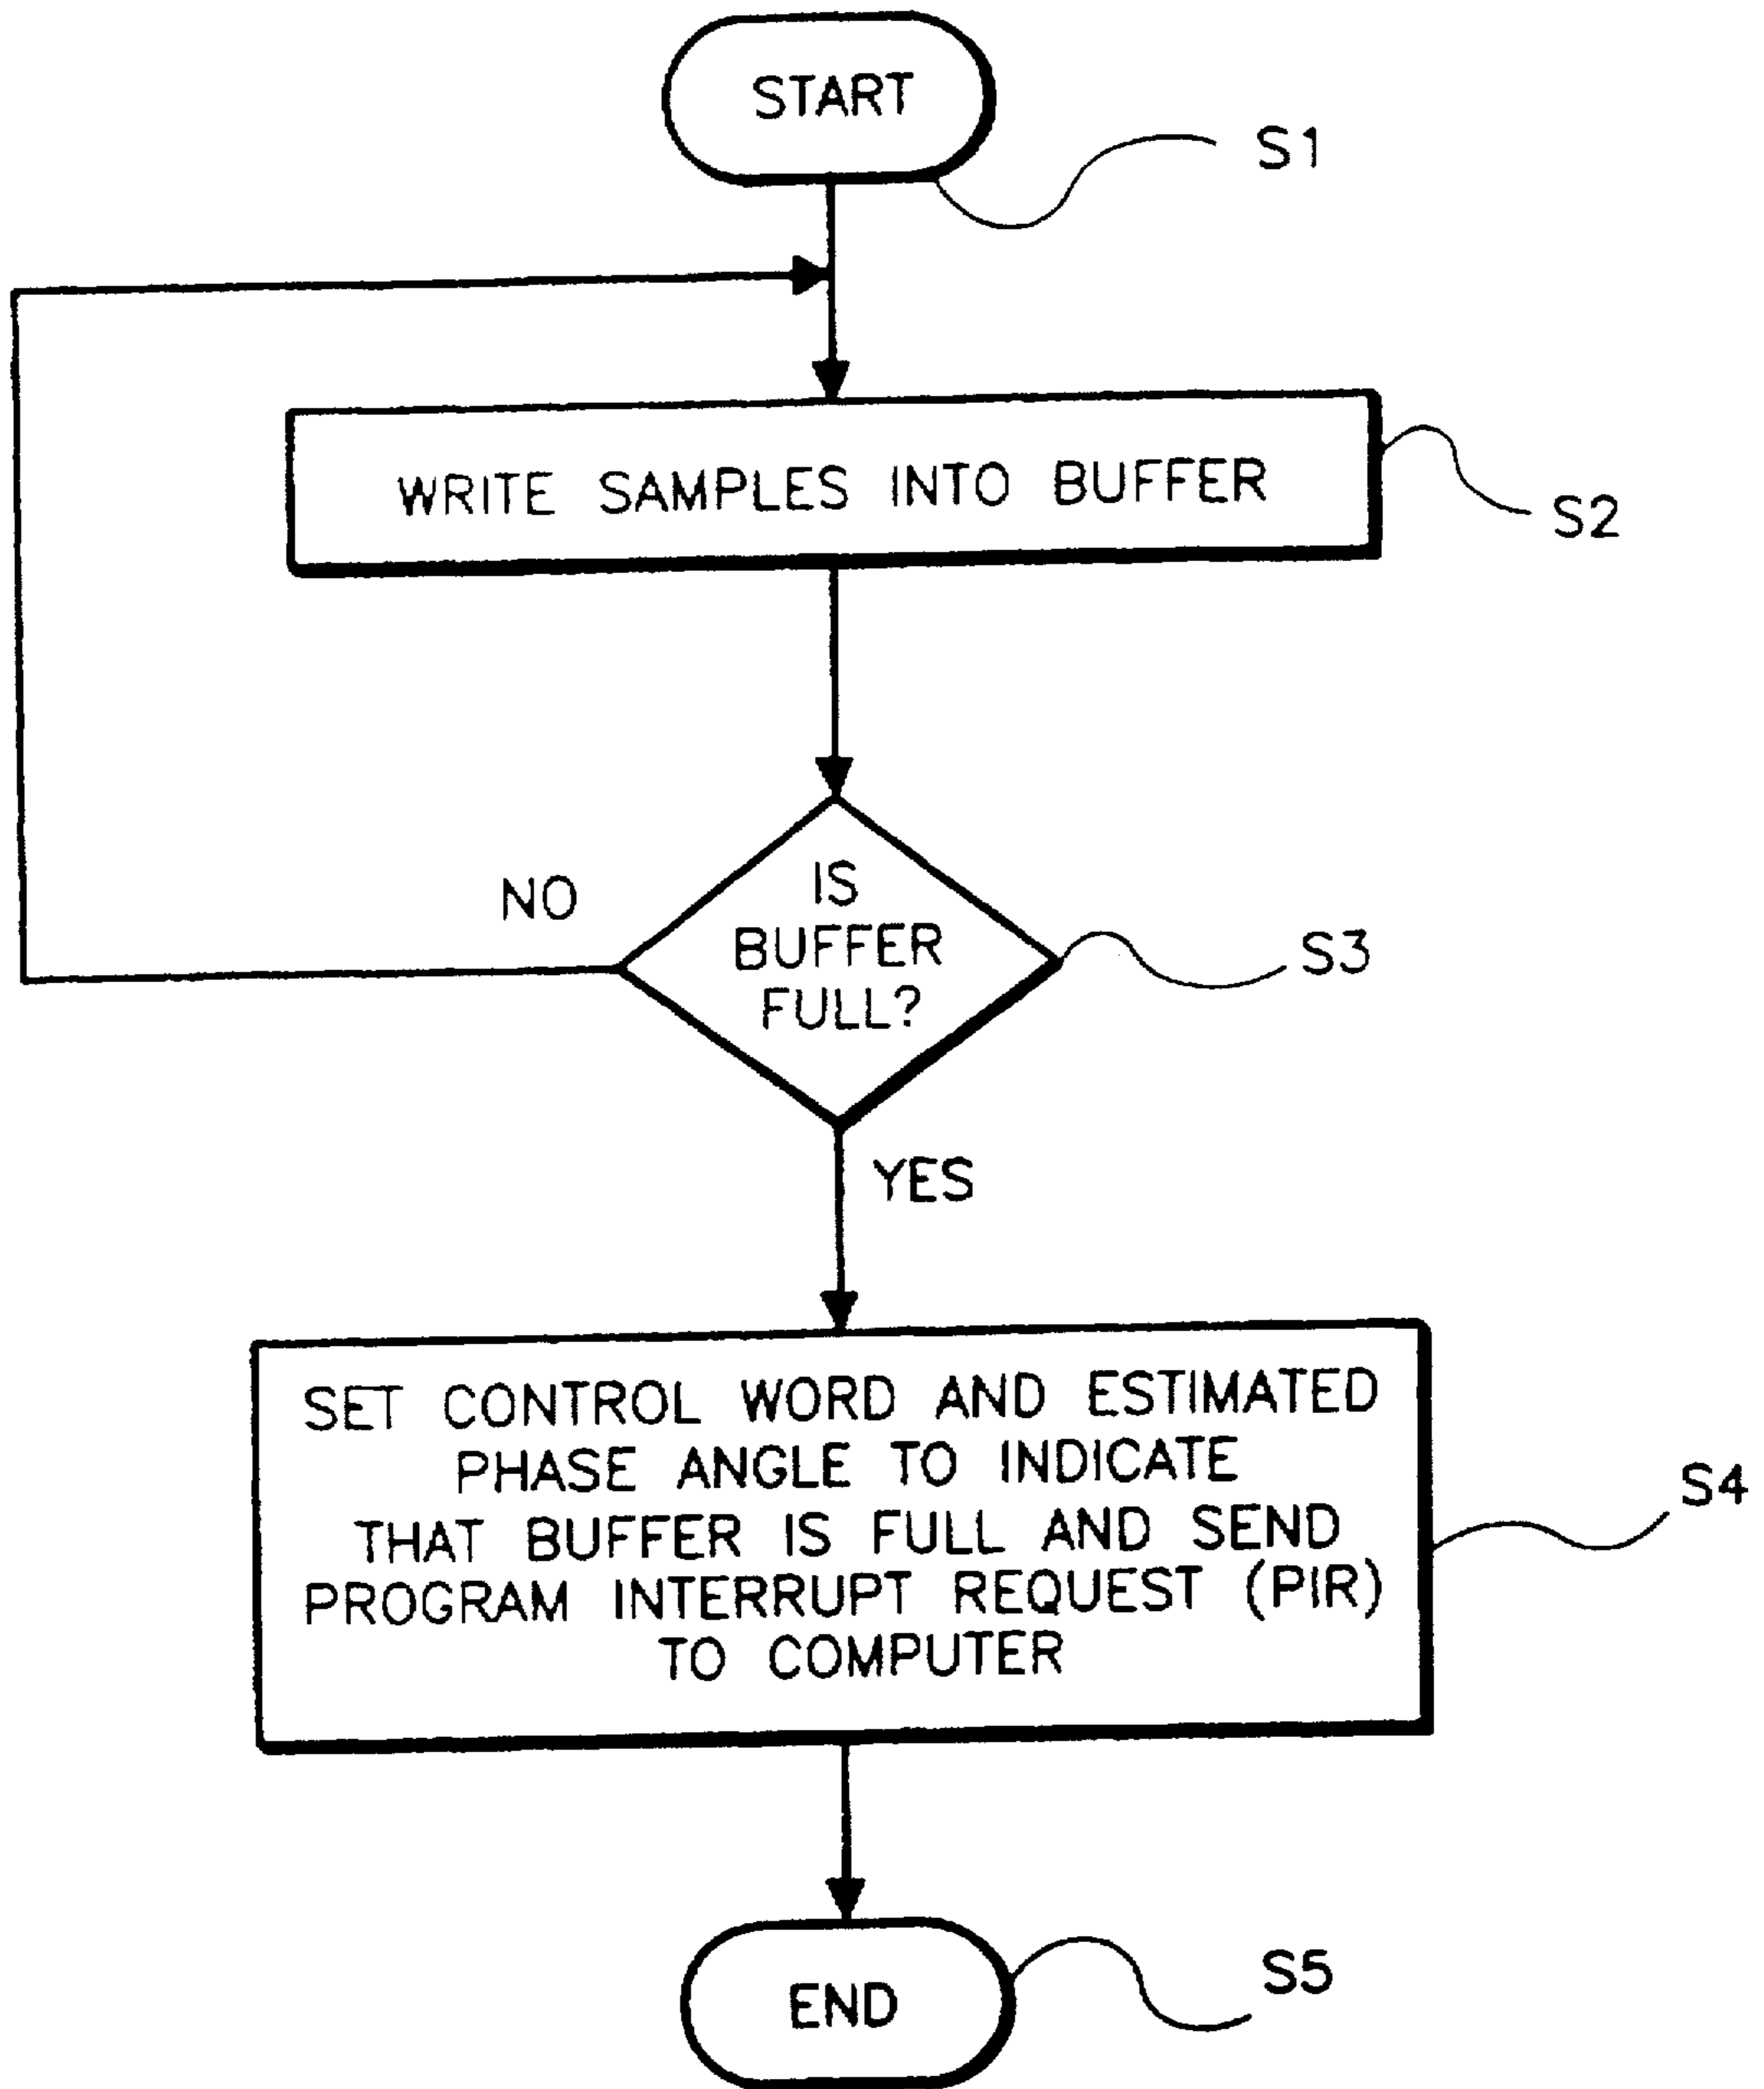 START
S1
WRITE SAMPLES INTO BUFFER
S2
NO
IS
BUFFER
FULL?
S3
YES
SET CONTROL WORD AND ESTIMATED
PHASE ANGLE TO INDICATE
THAT BUFFER IS FULL AND SEND
PROGRAM INTERRUPT REQUEST (PIR)
TO COMPUTER
S4
END
S5